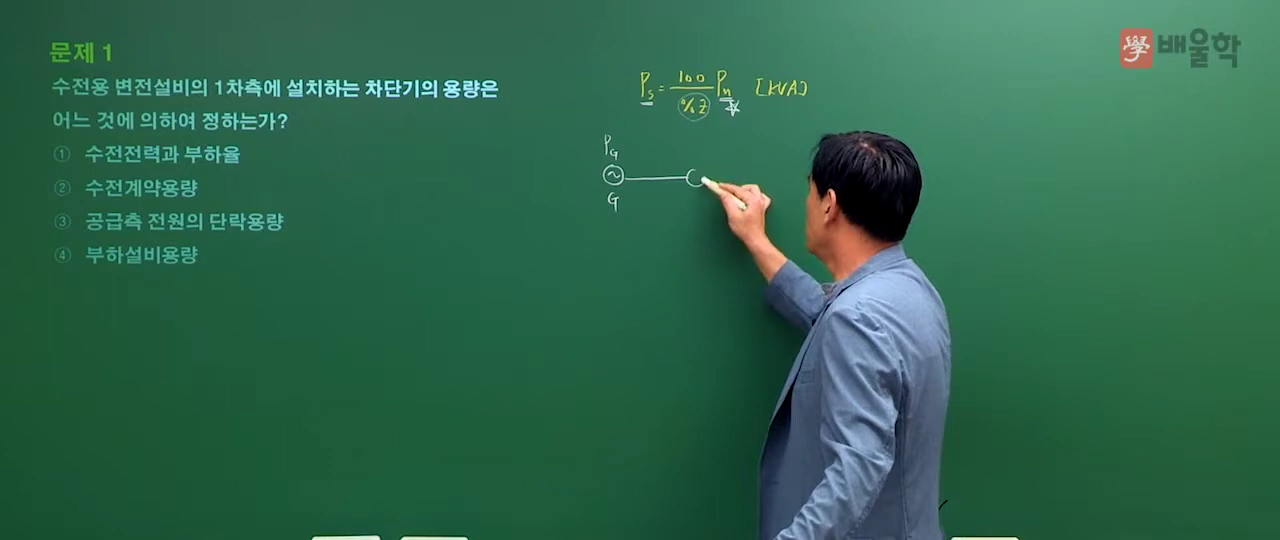 문제 1
學 배울학
수전용 변전설비의 1차측에 설치하는 차단기의 용량은
어느 것에 의하여 정하는가?
① 수전전력과 부하율
② 수전계약용량
③ 공급측 전원의 단락용량
④ 부하설비용량
Ps = 100/%Z Pn [kVA]
PG
G